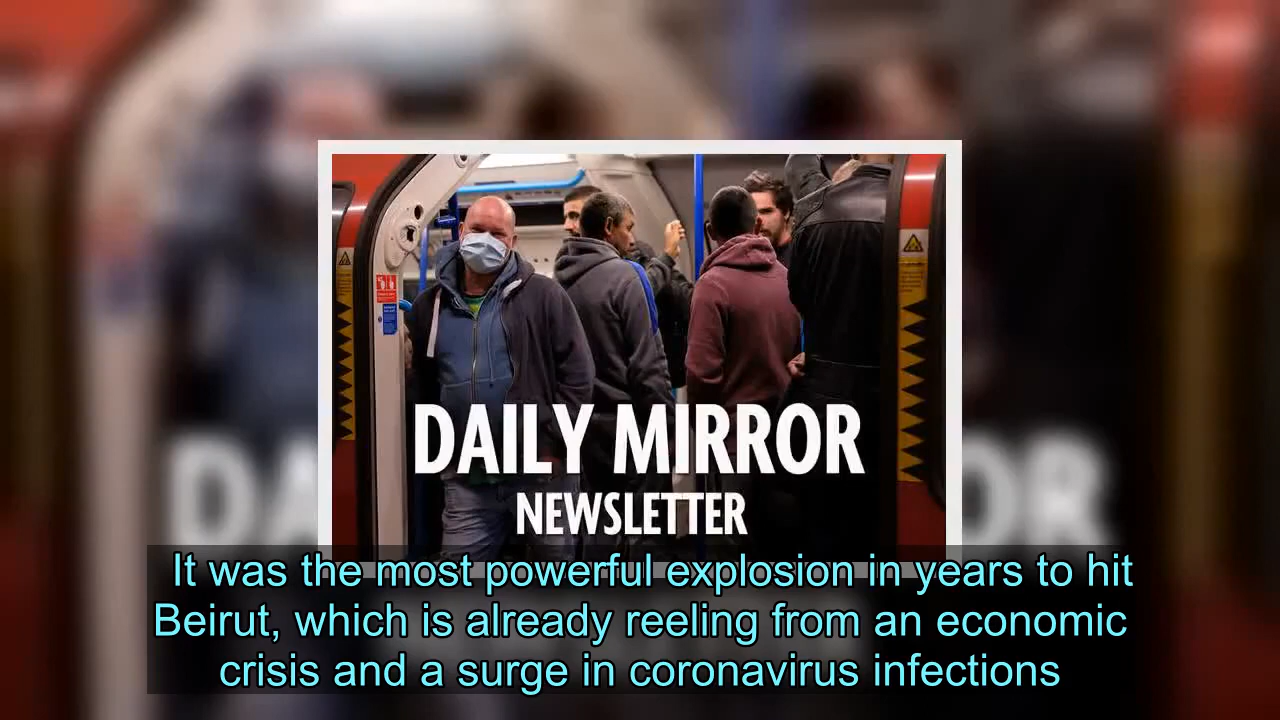 DAILY MIRROR
NEWSLETTER
It was the most powerful explosion in years to hit
Beirut, which is already reeling from an economic
crisis and a surge in coronavirus infections